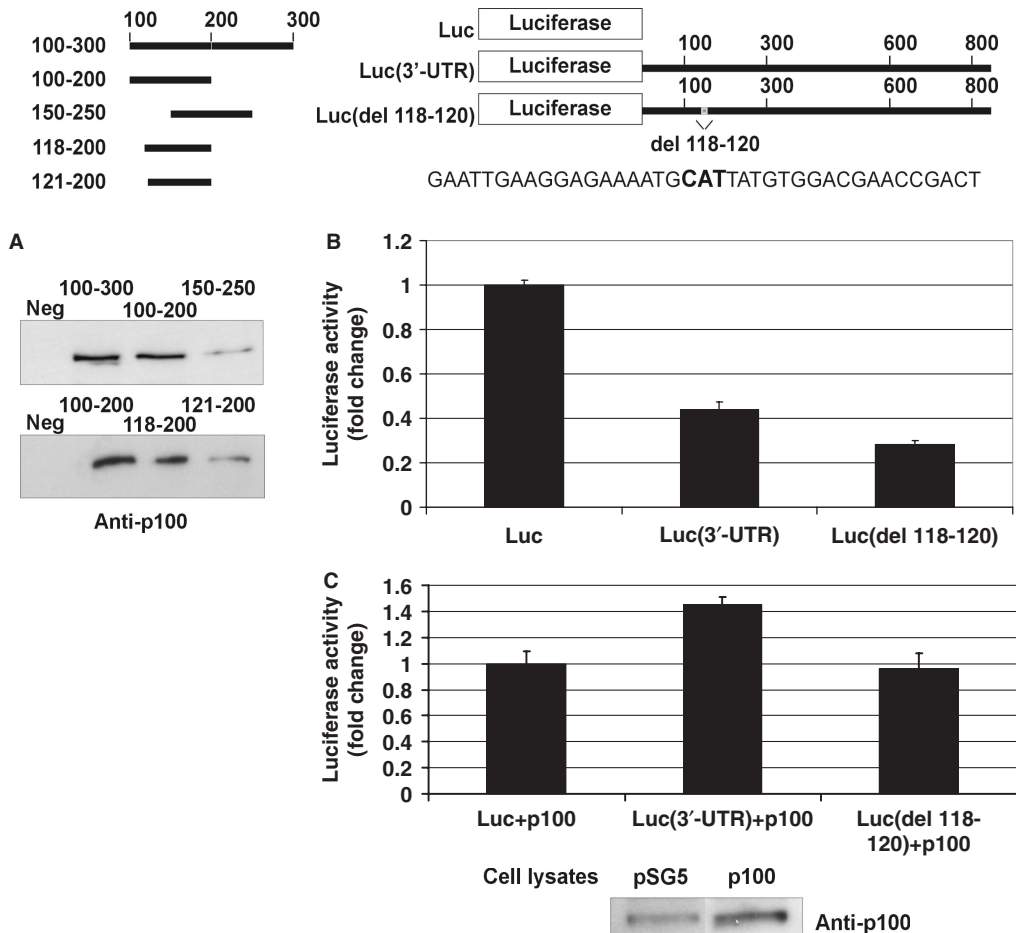 100 200 300
100-300
100-200
150-250
118-200
121-200
Luc Luciferase
Luc(3'-UTR) Luciferase 100 300 600 800
Luc(del 118-120) Luciferase 100 300 600 800
del 118-120
GAATTGAAGGAGAAAATGCATTATGTGGACGAACCGACT
A
100-300 150-250
Neg 100-200
100-200 121-200
Neg 118-200
Anti-p100
B
Luciferase activity
(fold change)
1.2
1
0.8
0.6
0.4
0.2
0
Luc Luc(3′-UTR) Luc(del 118-120)
C
Luciferase activity
(fold change)
1.6
1.4
1.2
1
0.8
0.6
0.4
0.2
0
Luc+p100 Luc(3′-UTR)+p100 Luc(del 118-
120)+p100
Cell lysates pSG5 p100
Anti-p100